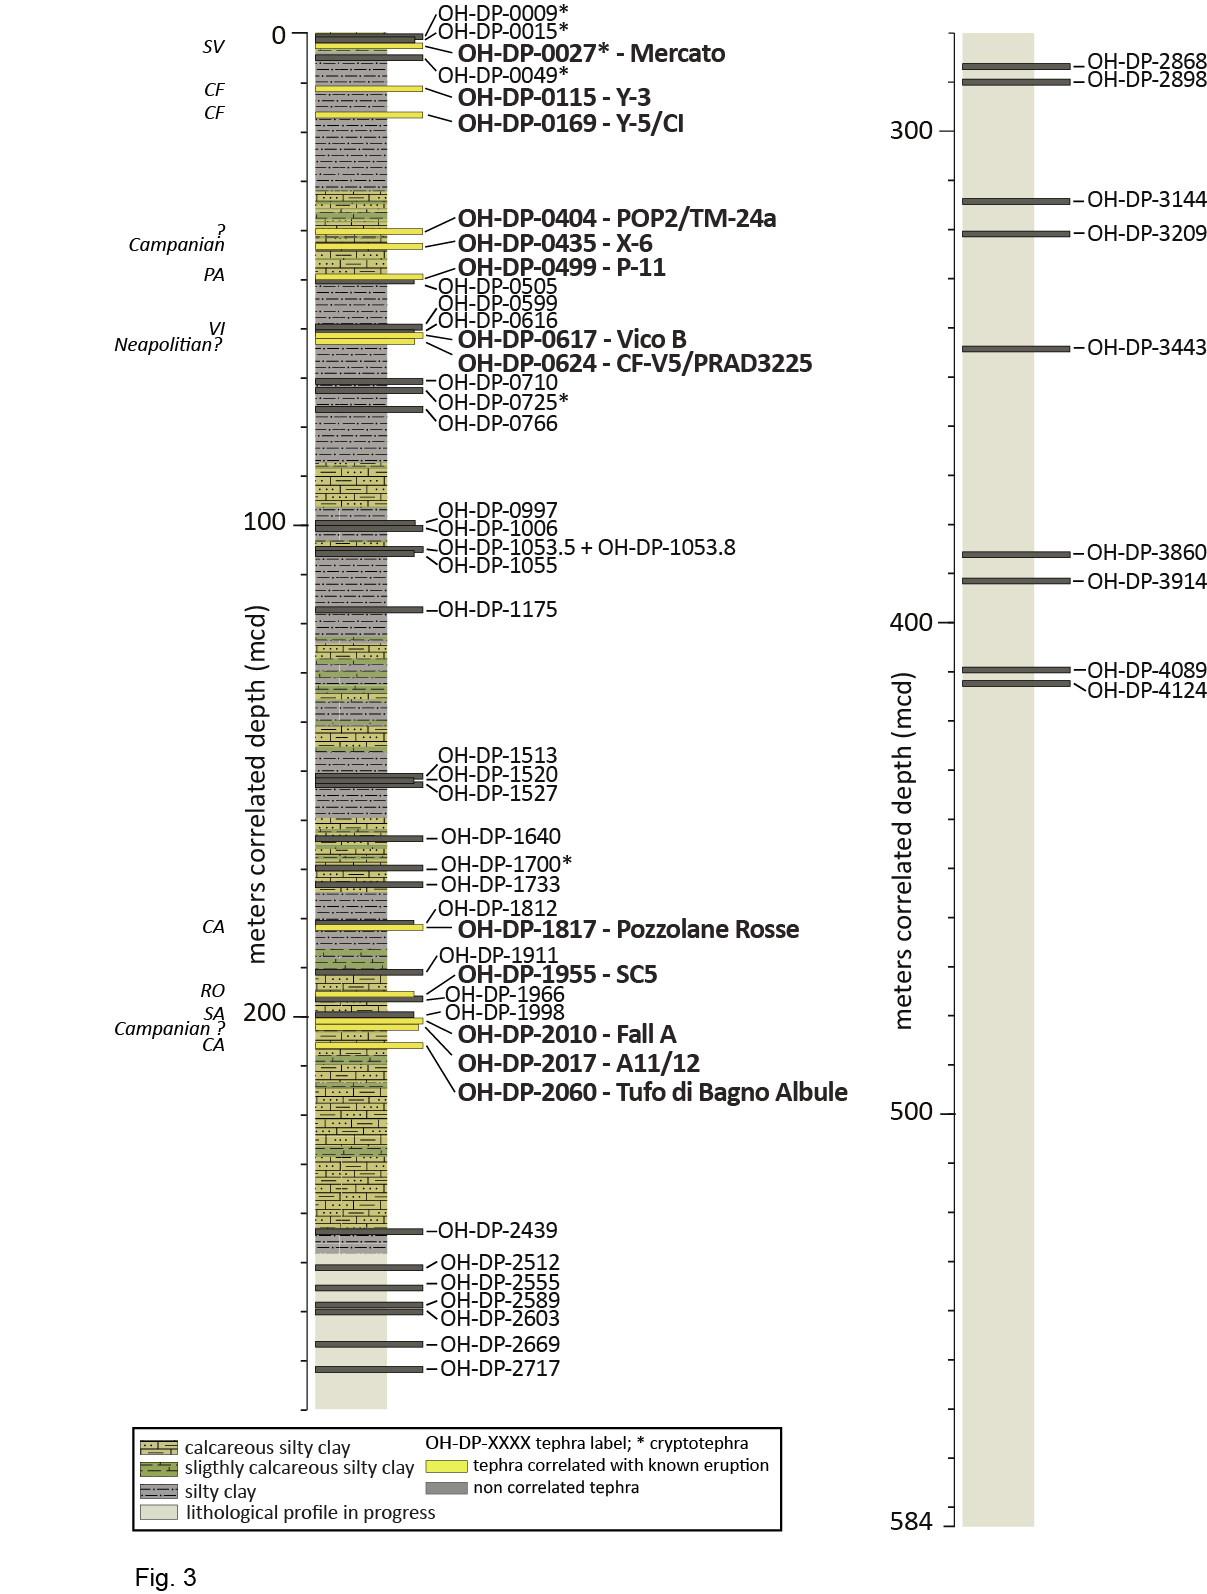 0
SV
CF
CF
?
Campanian
PA
VI
Neapolitian?
100
meters correlated depth (mcd)
CA
RO
SA
200
Campanian ?
CA
OH-DP-0009*
OH-DP-0015*
OH-DP-0027* - Mercato
OH-DP-0049*
OH-DP-0115 - Y-3
OH-DP-0169 - Y-5/CI
OH-DP-0404 - POP2/TM-24a
OH-DP-0435 - X-6
OH-DP-0499 - P-11
OH-DP-0505
OH-DP-0599
OH-DP-0616
OH-DP-0617 - Vico B
OH-DP-0624 - CF-V5/PRAD3225
OH-DP-0710
OH-DP-0725*
OH-DP-0766
OH-DP-0997
OH-DP-1006
OH-DP-1053.5 + OH-DP-1053.8
OH-DP-1055
OH-DP-1175
OH-DP-1513
OH-DP-1520
OH-DP-1527
OH-DP-1640
OH-DP-1700*
OH-DP-1733
OH-DP-1812
OH-DP-1817 - Pozzolane Rosse
OH-DP-1911
OH-DP-1955 - SC5
OH-DP-1966
OH-DP-1998
OH-DP-2010 - Fall A
OH-DP-2017 - A11/12
OH-DP-2060 - Tufo di Bagno Albule
OH-DP-2439
OH-DP-2512
OH-DP-2555
OH-DP-2589
OH-DP-2603
OH-DP-2669
OH-DP-2717
300
400
meters correlated depth (mcd)
500
584
OH-DP-2868
OH-DP-2898
OH-DP-3144
OH-DP-3209
OH-DP-3443
OH-DP-3860
OH-DP-3914
OH-DP-4089
OH-DP-4124
calcareous silty clay
sligthly calcareous silty clay
silty clay
lithological profile in progress
OH-DP-XXXX tephra label; * cryptotephra
tephra correlated with known eruption
non correlated tephra
Fig. 3